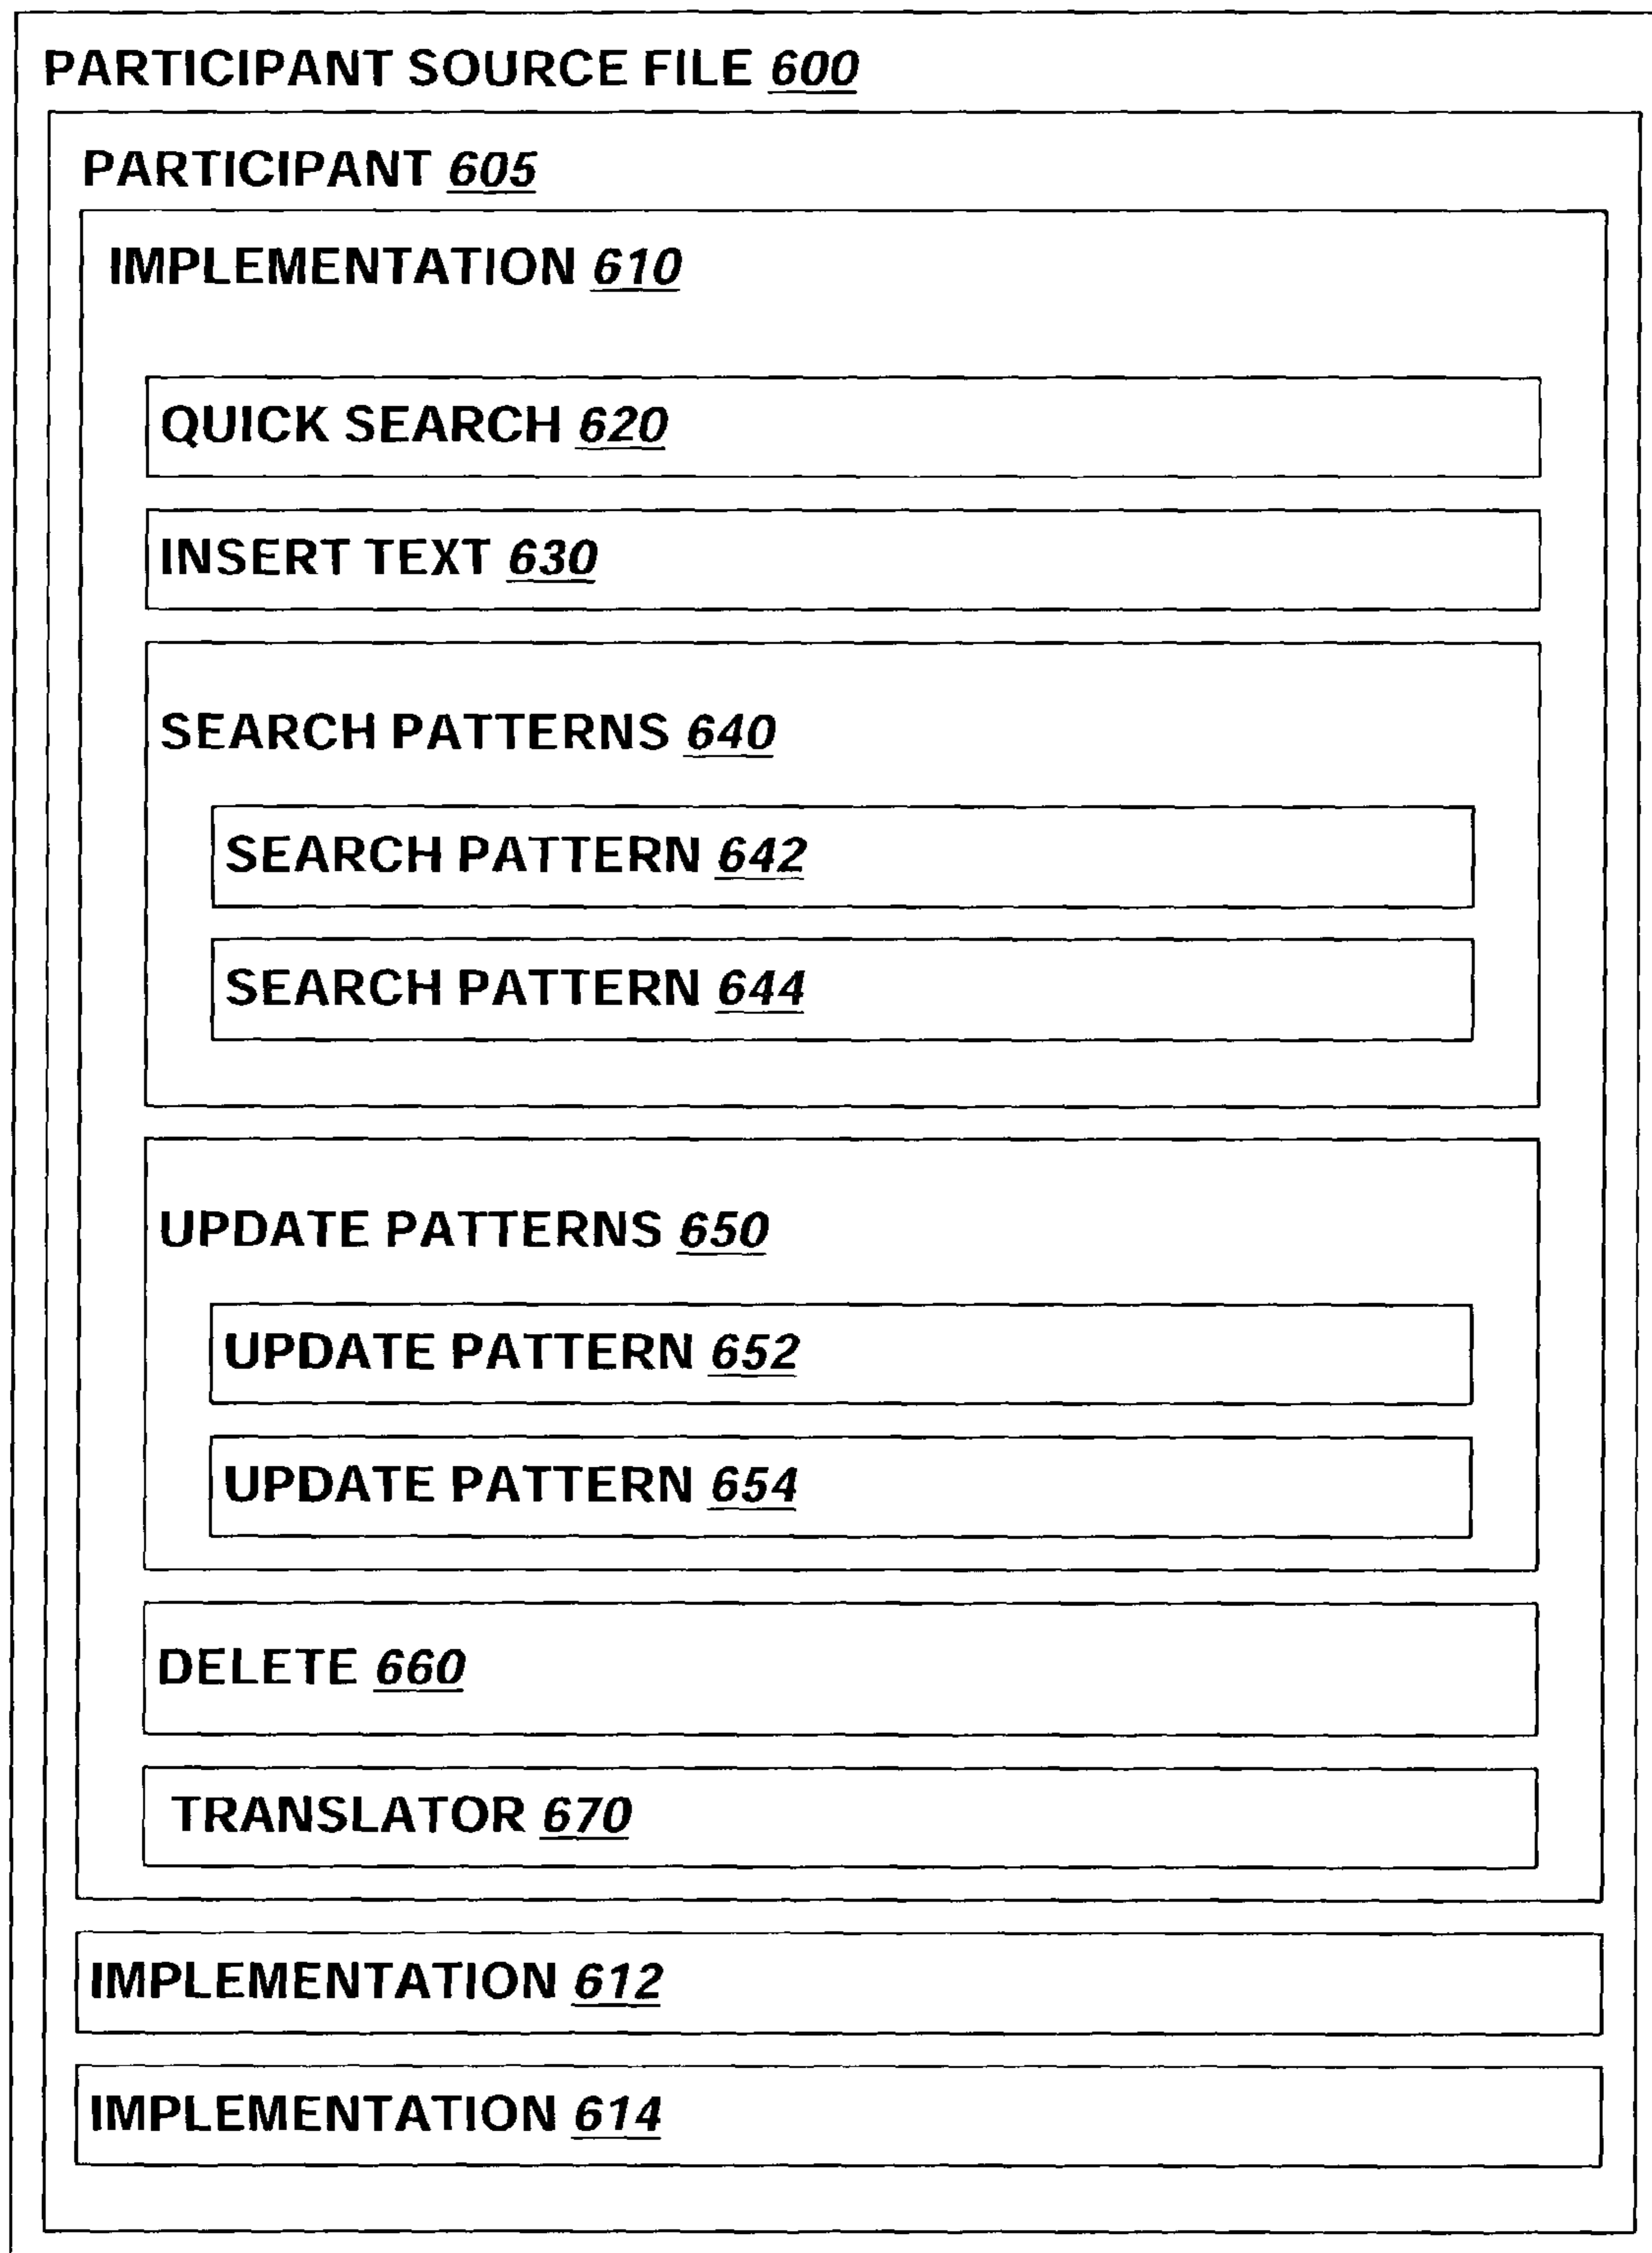 PARTICIPANT SOURCE FILE 600
PARTICIPANT 605
IMPLEMENTATION 610
QUICK SEARCH 620
INSERT TEXT 630
SEARCH PATTERNS 640
SEARCH PATTERN 642
SEARCH PATTERN 644
UPDATE PATTERNS 650
UPDATE PATTERN 652
UPDATE PATTERN 654
DELETE 660
TRANSLATOR 670
IMPLEMENTATION 612
IMPLEMENTATION 614